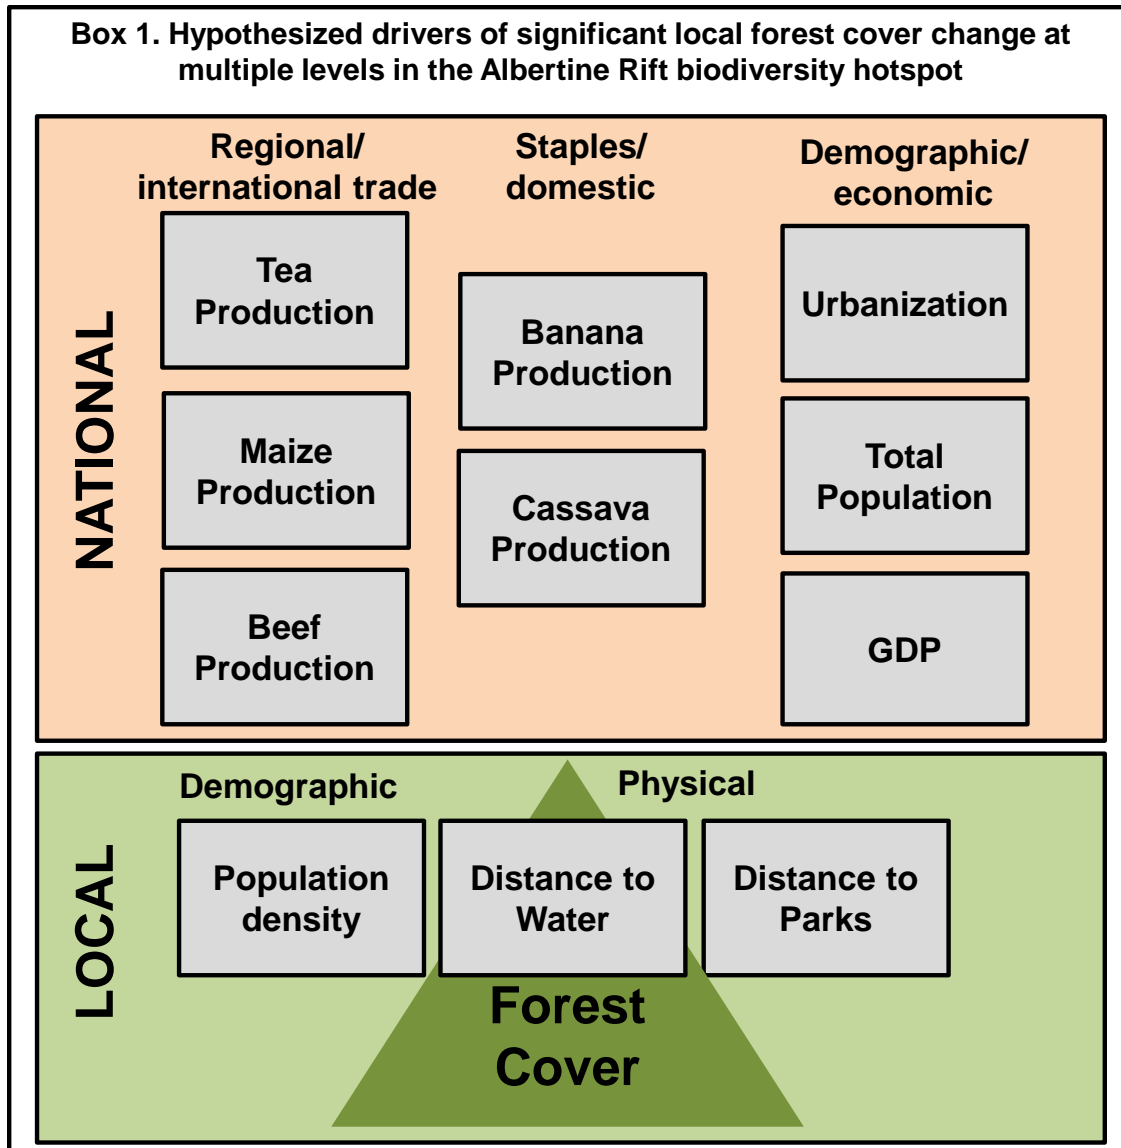 Box 1. Hypothesized drivers of significant local forest cover change at
multiple levels in the Albertine Rift biodiversity hotspot
NATIONAL
Regional/
international trade
Tea
Production
Maize
Production
Beef
Production
Staples/
domestic
Banana
Production
Cassava
Production
Demographic/
economic
Urbanization
Total
Population
GDP
LOCAL
Demographic
Physical
Population
density
Distance to
Water
Distance to
Parks
Forest
Cover